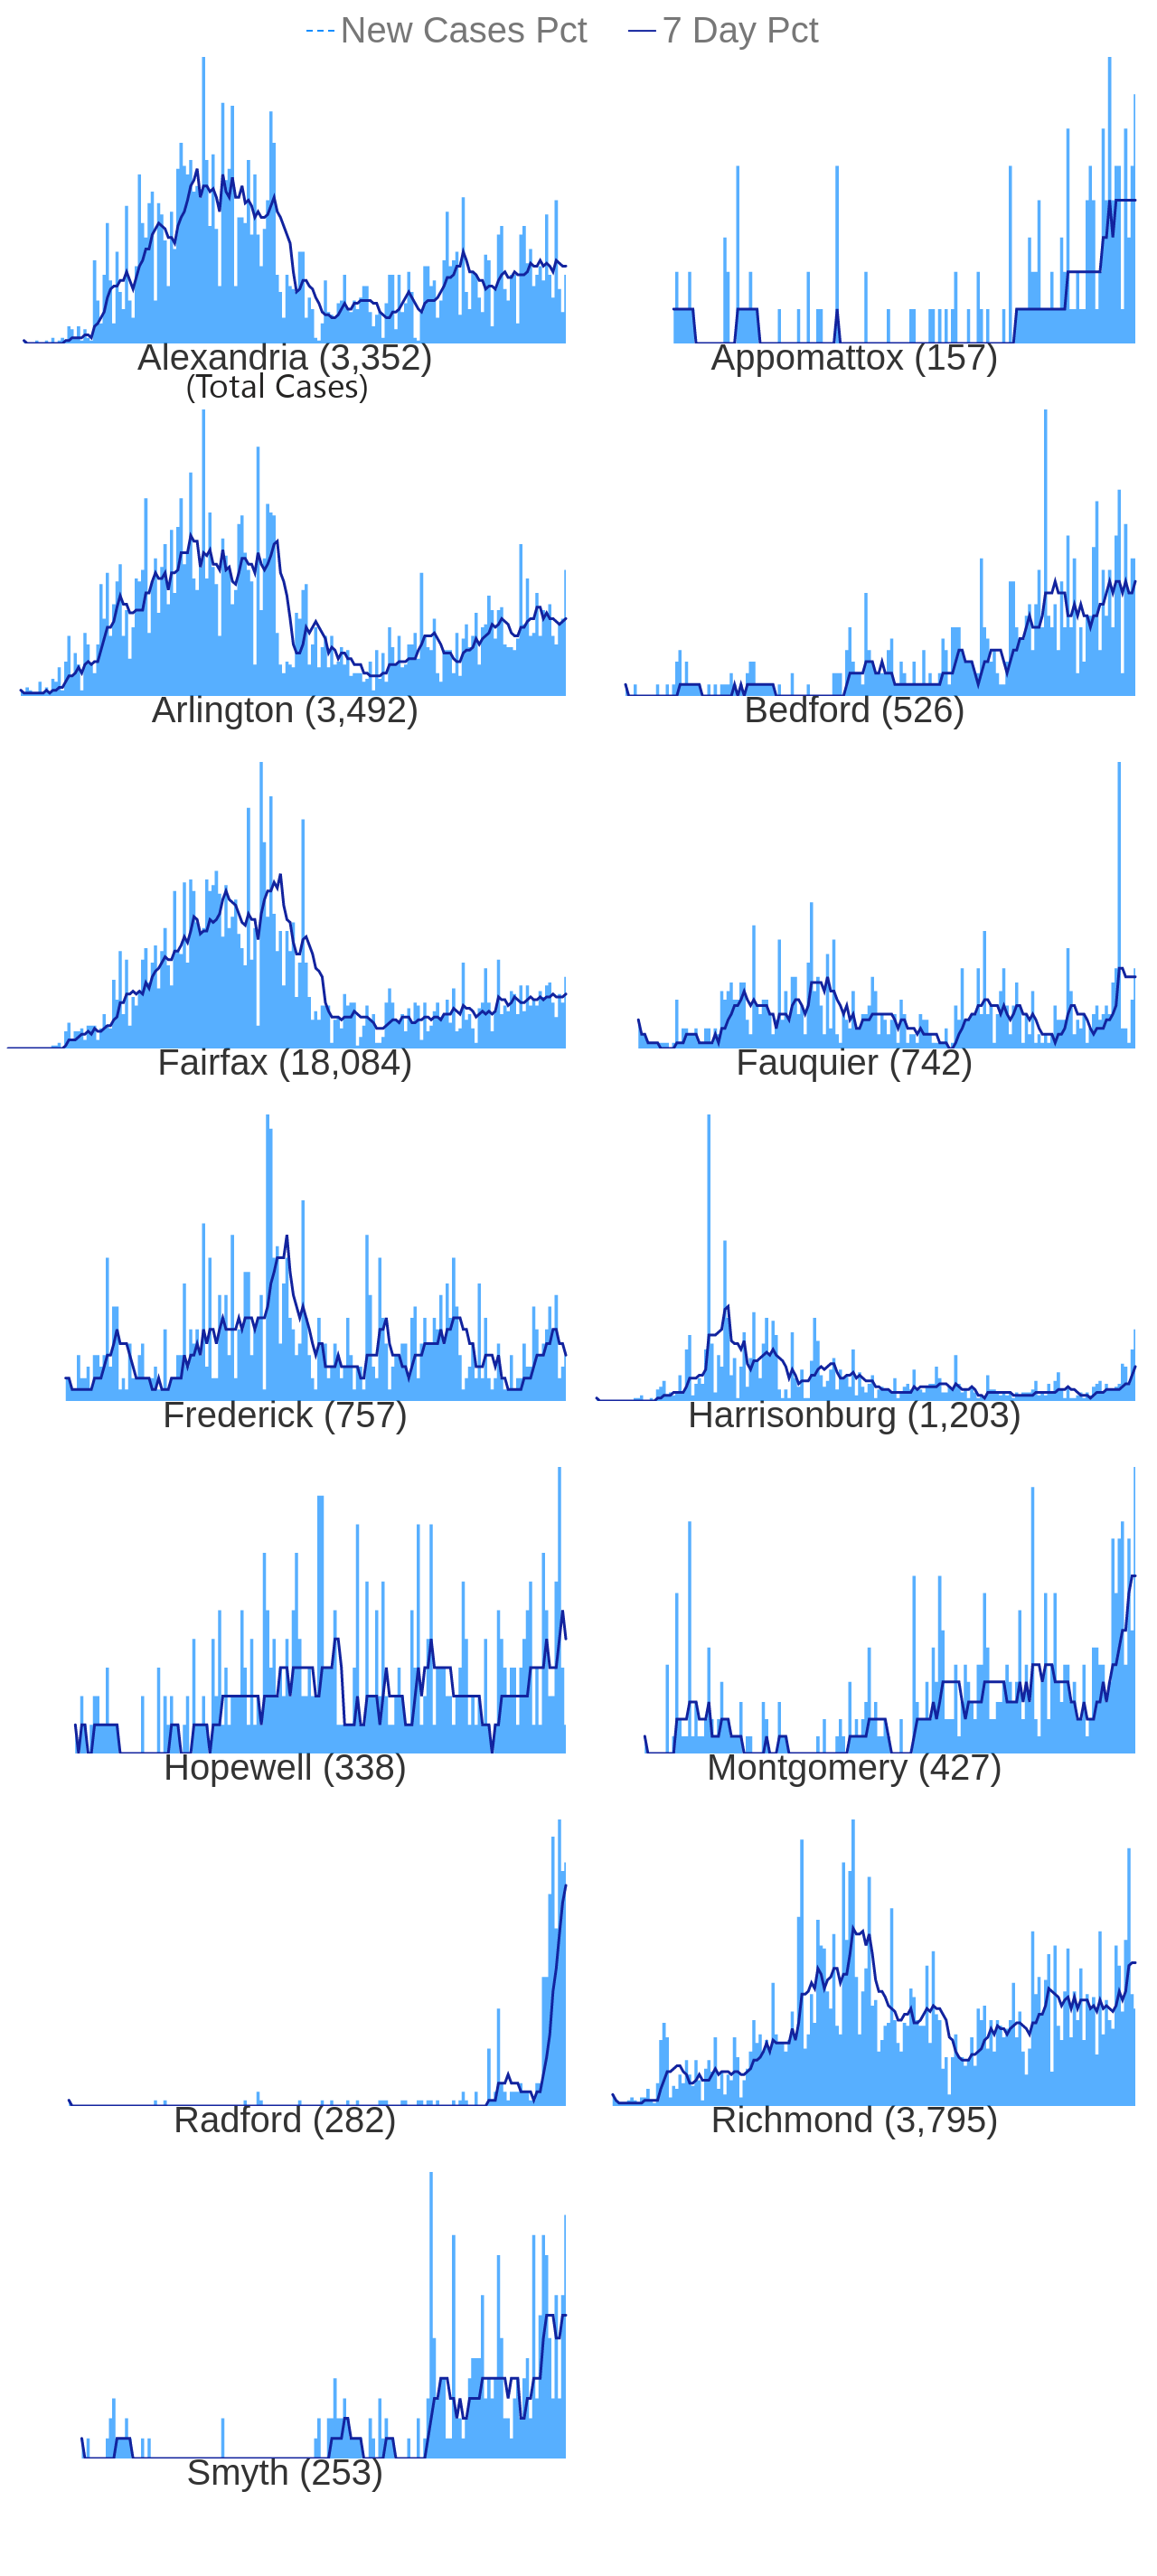 New Cases Pct 7 Day Pct
Alexandria (3,352) Appomattox (157)
(Total Cases)
Arlington (3,492) Bedford (526)
Fairfax (18,084) Fauquier (742)
Frederick (757) Harrisonburg (1,203)
Hopewell (338) Montgomery (427)
Radford (282) Richmond (3,795)
Smyth (253)